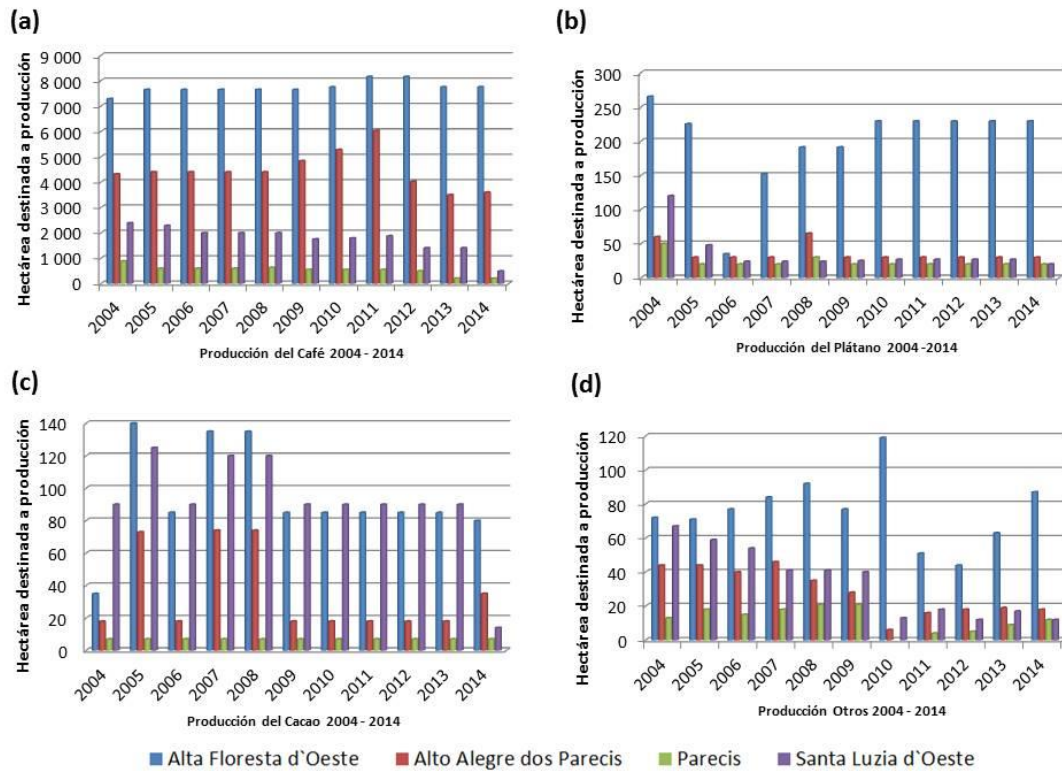 (a)
Hectárea destinada a producción
9 000
8 000
7 000
6 000
5 000
4 000
3 000
2 000
1 000
0
2004 2005 2006 2007 2008 2009 2010 2011 2012 2013 2014
Producción del Café 2004 - 2014
(b)
Hectárea destinada a producción
300
250
200
150
100
50
0
2004 2005 2006 2007 2008 2009 2010 2011 2012 2013 2014
Producción del Plátano 2004 -2014
(c)
Hectárea destinada a producción
140
120
100
80
60
40
20
0
2004 2005 2006 2007 2008 2009 2010 2011 2012 2013 2014
Producción del Cacao 2004 - 2014
(d)
Hectárea destinada a producción
120
100
80
60
40
20
0
2004 2005 2006 2007 2008 2009 2010 2011 2012 2013 2014
Producción Otros 2004 - 2014
Alta Floresta d`Oeste Alto Alegre dos Parecis Parecis Santa Luzia d`Oeste